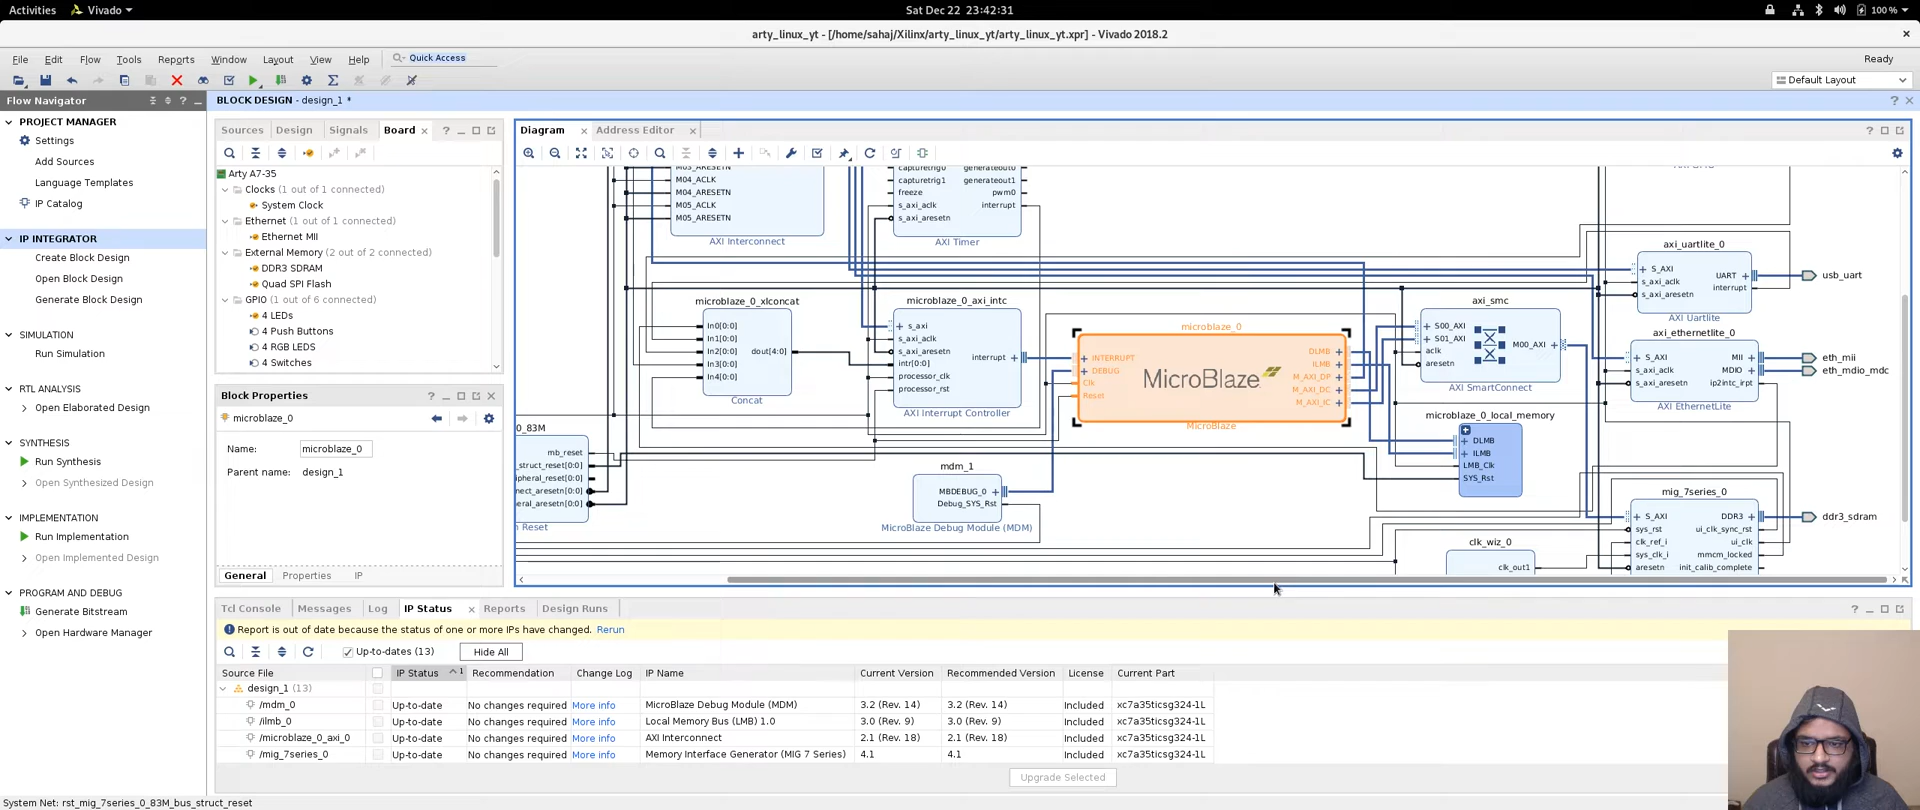 Activities
Vivado
Sat Dec 22 23:42:31
100 %
arty_linux_yt - [/home/sahaj/Xilinx/arty_linux_yt/arty_linux_yt.xpr] - Vivado 2018.2
File Edit Flow Tools Reports Window Layout View Help Quick Access
Ready
Default Layout
Flow Navigator
PROJECT MANAGER
Settings
Add Sources
Language Templates
IP Catalog
IP INTEGRATOR
Create Block Design
Open Block Design
Generate Block Design
SIMULATION
Run Simulation
RTL ANALYSIS
Open Elaborated Design
SYNTHESIS
Run Synthesis
Open Synthesized Design
IMPLEMENTATION
Run Implementation
Open Implemented Design
PROGRAM AND DEBUG
Generate Bitstream
Open Hardware Manager
BLOCK DESIGN - design_1 *
Sources Design Signals Board
Arty A7-35
Clocks (1 out of 1 connected)
System Clock
Ethernet (1 out of 1 connected)
Ethernet MII
External Memory (2 out of 2 connected)
DDR3 SDRAM
Quad SPI Flash
GPIO (1 out of 6 connected)
4 LEDs
4 Push Buttons
4 RGB LEDS
4 Switches
Block Properties
microblaze_0
Name: microblaze_0
Parent name: design_1
General Properties IP
Diagram Address Editor
M04_ACLK
M04_ARESETN
M05_ACLK
M05_ARESETN
AXI Interconnect
capturetrig1 generateout1
freeze pwm0
s_axi_aclk interrupt
s_axi_aresetn
AXI Timer
microblaze_0_xlconcat
In0[0:0]
In1[0:0]
In2[0:0] dout[4:0]
In3[0:0]
In4[0:0]
Concat
microblaze_0_axi_intc
s_axi
s_axi_aclk
s_axi_aresetn interrupt
intr[0:0]
processor_clk
processor_rst
AXI Interrupt Controller
microblaze_0
INTERRUPT
DEBUG
Clk
Reset
MicroBlaze
DLMB
ILMB
M_AXI_DP
M_AXI_DC
M_AXI_IC
MicroBlaze
axi_smc
S00_AXI
S01_AXI M00_AXI
aclk
aresetn
AXI SmartConnect
microblaze_0_local_memory
DLMB
ILMB
LMB_Clk
SYS_Rst
axi_uartlite_0
S_AXI UART
s_axi_aclk interrupt
s_axi_aresetn
AXI Uartlite
usb_uart
axi_ethernetlite_0
S_AXI MII
s_axi_aclk MDIO
s_axi_aresetn ip2intc_irpt
AXI EthernetLite
eth_mii
eth_mdio_mdc
0_83M
mb_reset
_struct_reset[0:0]
ipheral_reset[0:0]
nect_aresetn[0:0]
eral_aresetn[0:0]
n Reset
mdm_1
MBDEBUG_0
Debug_SYS_Rst
MicroBlaze Debug Module (MDM)
clk_wiz_0
clk_out1
mig_7series_0
S_AXI DDR3
sys_rst ui_clk_sync_rst
clk_ref_i ui_clk
sys_clk_i mmcm_locked
aresetn init_calib_complete
ddr3_sdram
Tcl Console Messages Log IP Status Reports Design Runs
Report is out of date because the status of one or more IPs have changed. Rerun
Up-to-dates (13) Hide All
Source File IP Status 1 Recommendation Change Log IP Name Current Version Recommended Version License Current Part
design_1 (13)
/mdm_0 Up-to-date No changes required More info MicroBlaze Debug Module (MDM) 3.2 (Rev. 14) 3.2 (Rev. 14) Included xc7a35ticsg324-1L
/ilmb_0 Up-to-date No changes required More info Local Memory Bus (LMB) 1.0 3.0 (Rev. 9) 3.0 (Rev. 9) Included xc7a35ticsg324-1L
/microblaze_0_axi_0 Up-to-date No changes required More info AXI Interconnect 2.1 (Rev. 18) 2.1 (Rev. 18) Included xc7a35ticsg324-1L
/mig_7series_0 Up-to-date No changes required More info Memory Interface Generator (MIG 7 Series) 4.1 4.1 Included xc7a35ticsg324-1L
Upgrade Selected
System Net: rst_mig_7series_0_83M_bus_struct_reset